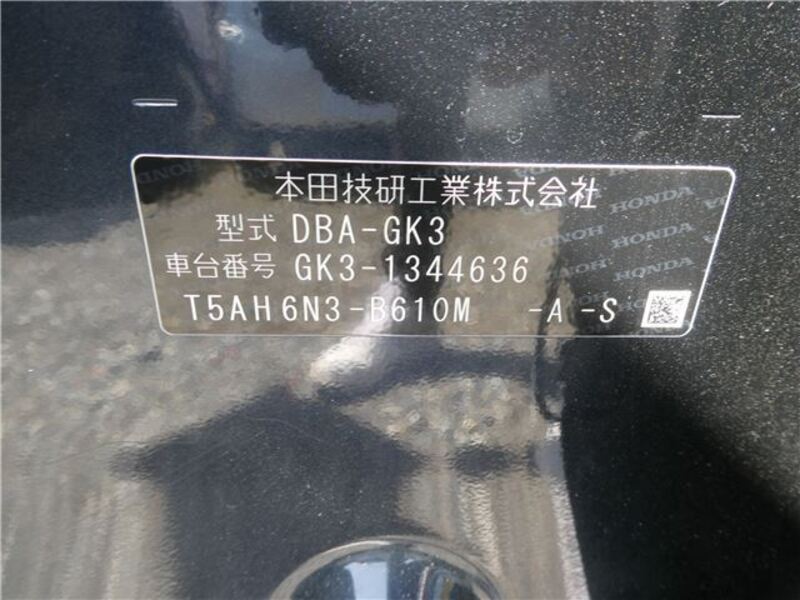 本田技研工業株式会社
型式 DBA-GK3
車台番号 GK3-1344636
T5AH6N3-B610M -A -S